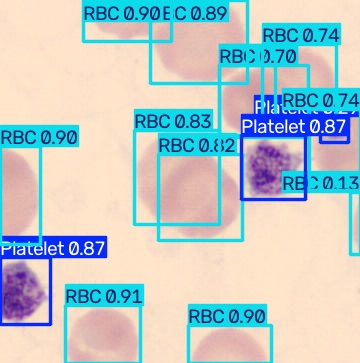 RBC 0.90
RBC 0.89
RBC 0.74
RBC 0.70
RBC 0.74
RBC 0.83
Platelet 0.87
RBC 0.90
RBC 0.82
RBC 0.13
Platelet 0.87
RBC 0.91
RBC 0.90